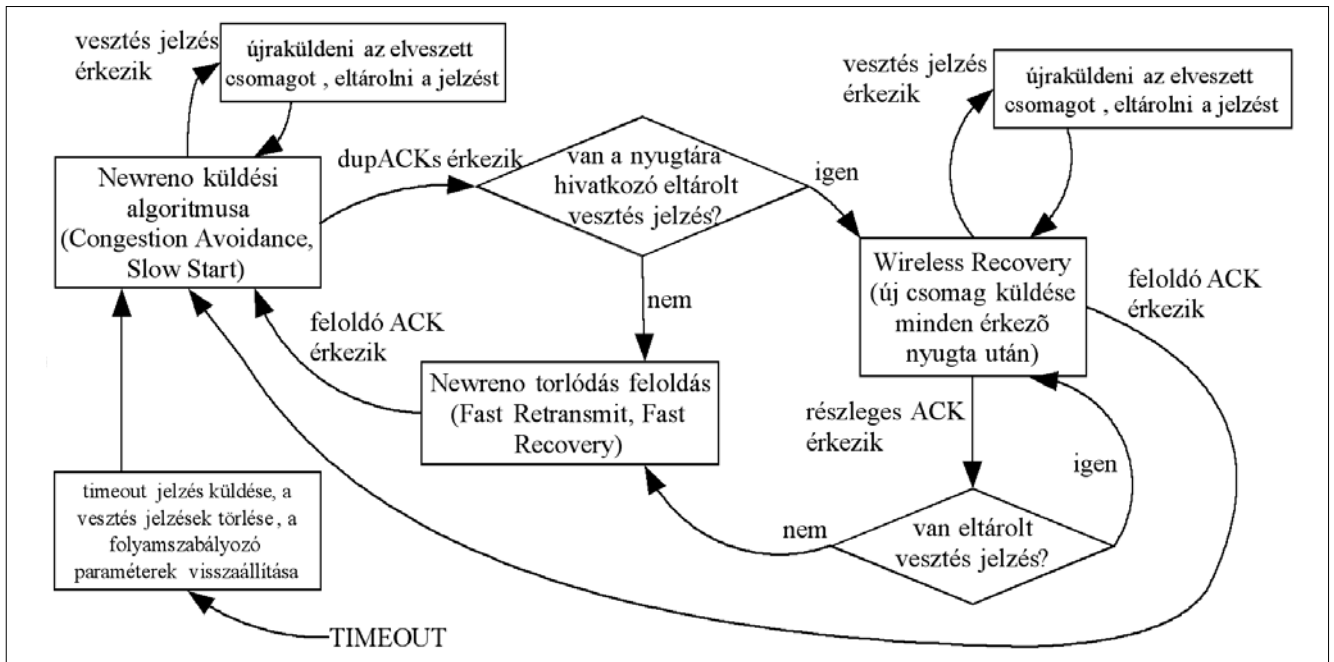 vesztés jelzés
érkezik
újraküldeni az elveszett
csomagot , eltárolni a jelzést
vesztés jelzés
érkezik
újraküldeni az elveszett
csomagot , eltárolni a jelzést
Newreno küldési
algoritmusa
(Congestion Avoidance,
Slow Start)
dupACKs érkezik
van a nyugtára
hivatkozó eltárolt
vesztés jelzés?
igen
nem
Wireless Recovery
(új csomag küldése
minden érkezõ
nyugta után)
feloldó ACK
érkezik
feloldó ACK
érkezik
Newreno torlódás feloldás
(Fast Retransmit, Fast
Recovery)
részleges ACK
érkezik
igen
nem
van eltárolt
vesztés jelzés?
timeout jelzés küldése, a
vesztés jelzések törlése , a
folyamszabályozó
paraméterek visszaállítása
TIMEOUT